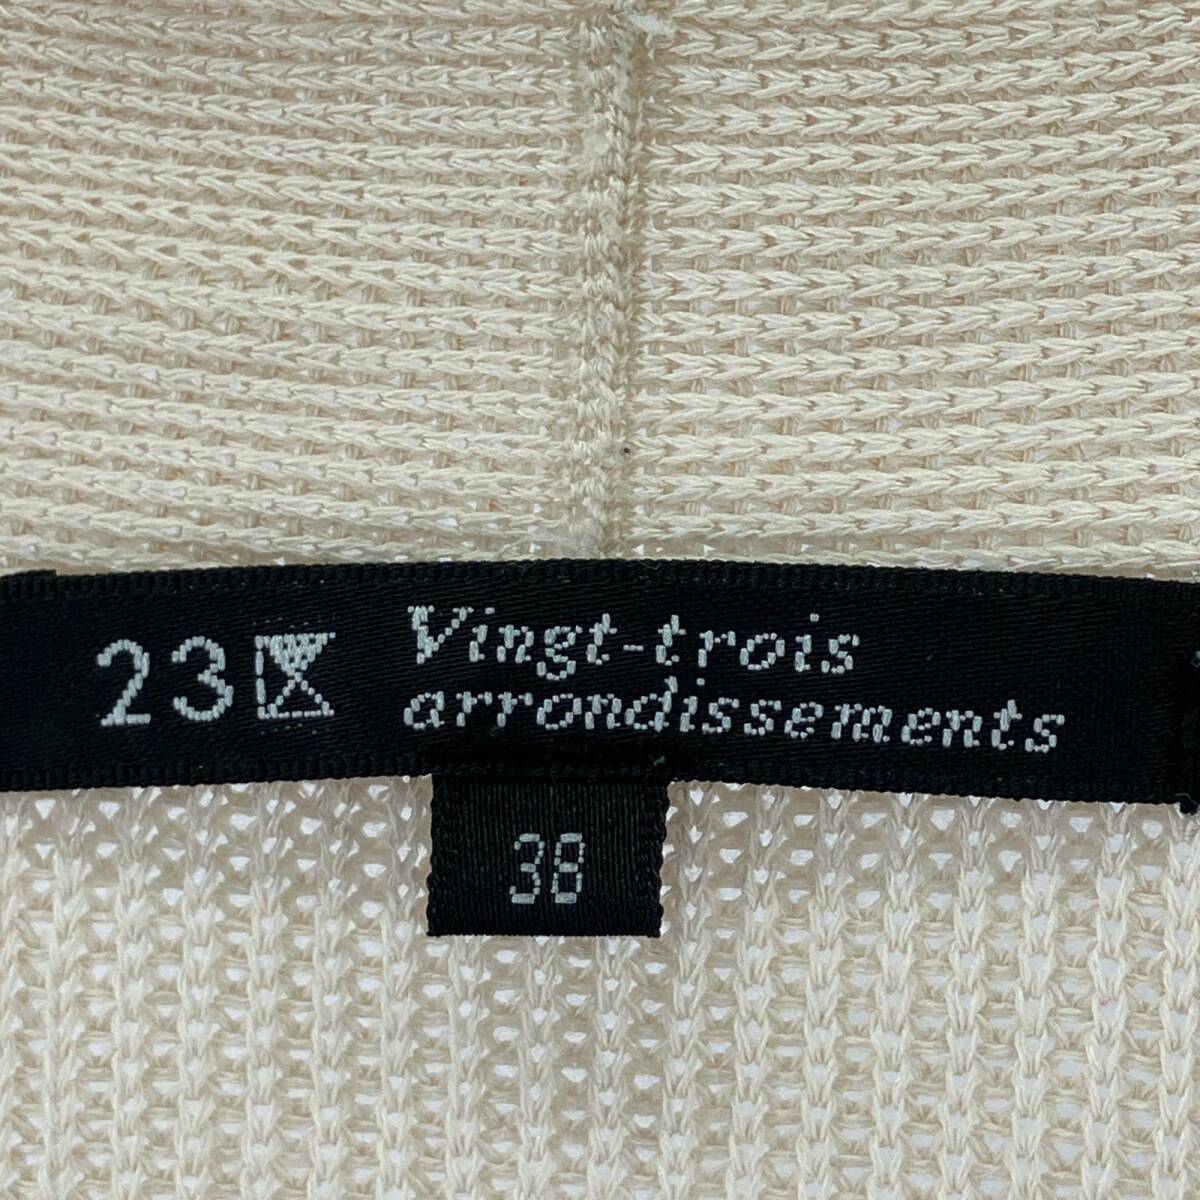 23区 Vingt-trois
arrondissements
38